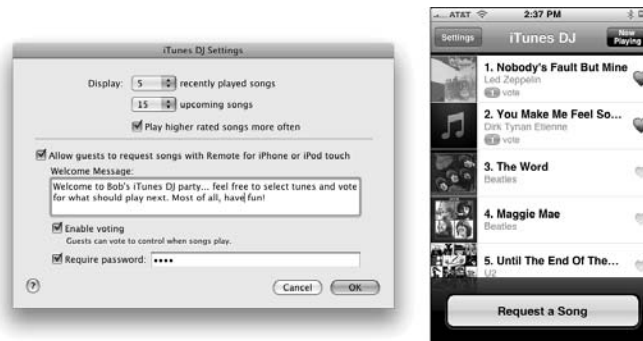 iTunes DJ Settings
Display: 5 recently played songs
15 upcoming songs
Play higher rated songs more often
Allow guests to request songs with Remote for iPhone or iPod touch
Welcome Message:
Welcome to Bob's iTunes DJ party... feel free to select tunes and vote
for what should play next. Most of all, have fun!
Enable voting
Guests can vote to control when songs play.
Require password: ••••
?
Cancel
OK
AT&T 2:37 PM
Settings
iTunes DJ
Now
Playing
1. Nobody's Fault But Mine
Led Zeppelin
1 vote
2. You Make Me Feel So...
Dirk Tynan Etienne
1 vote
3. The Word
Beatles
4. Maggie Mae
Beatles
5. Until The End Of The...
U2
Request a Song